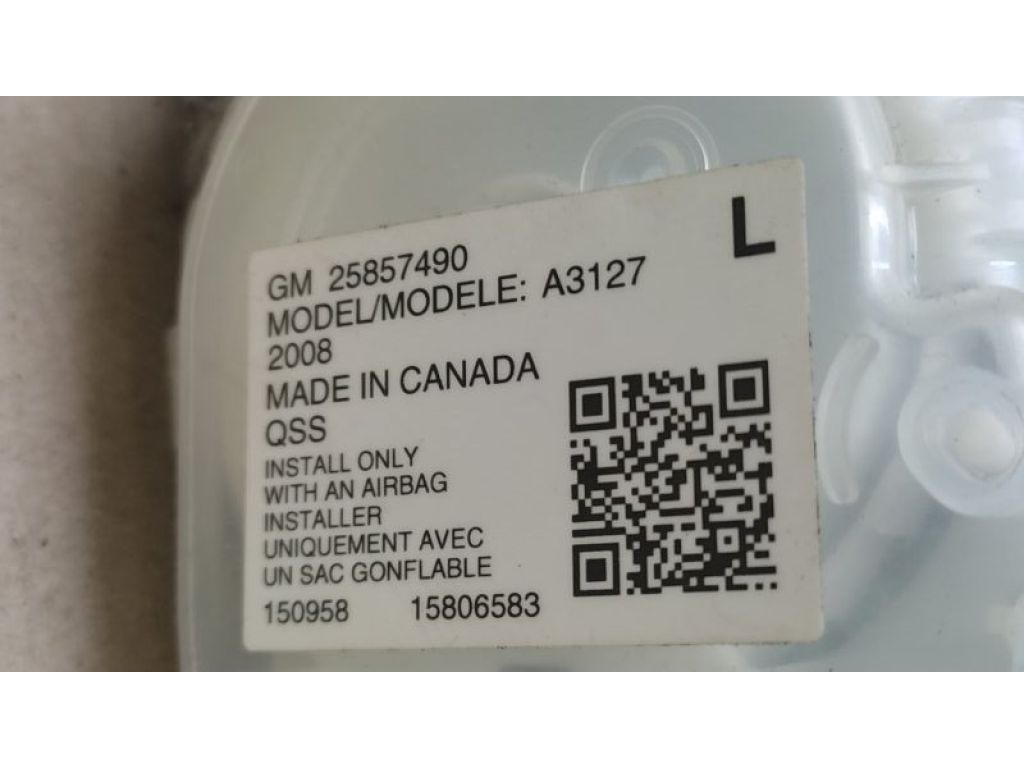 L
GM 25857490
MODEL/MODELE: A3127
2008
MADE IN CANADA
QSS
INSTALL ONLY
WITH AN AIRBAG
INSTALLER
UNIQUEMENT AVEC
UN SAC GONFLABLE
150958 15806583